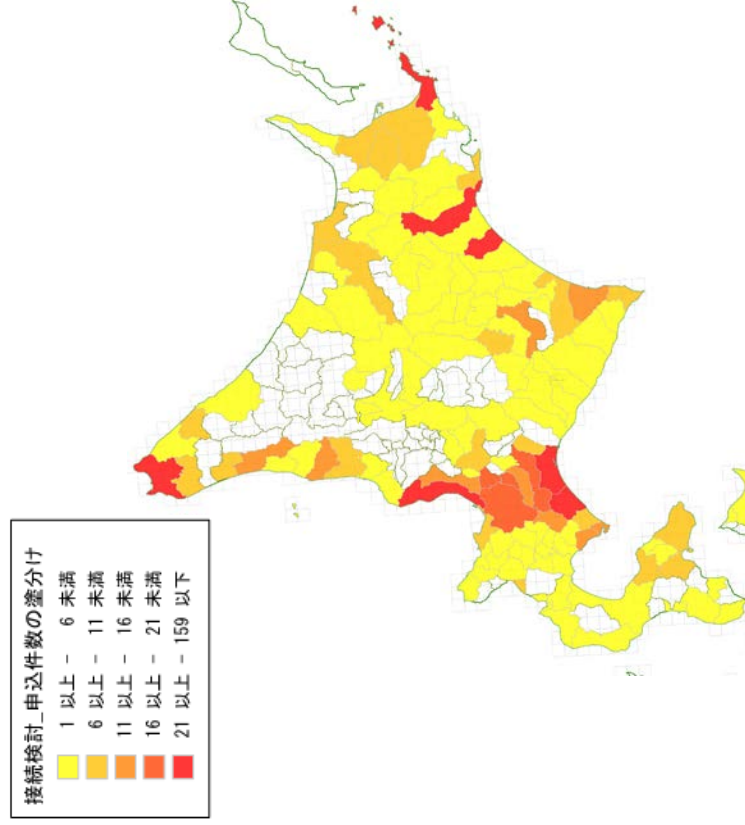 接続検討_申込件数の塗分け
1 以上 - 6 未満
6 以上 - 11 未満
11 以上 - 16 未満
16 以上 - 21 未満
21 以上 - 159 以下